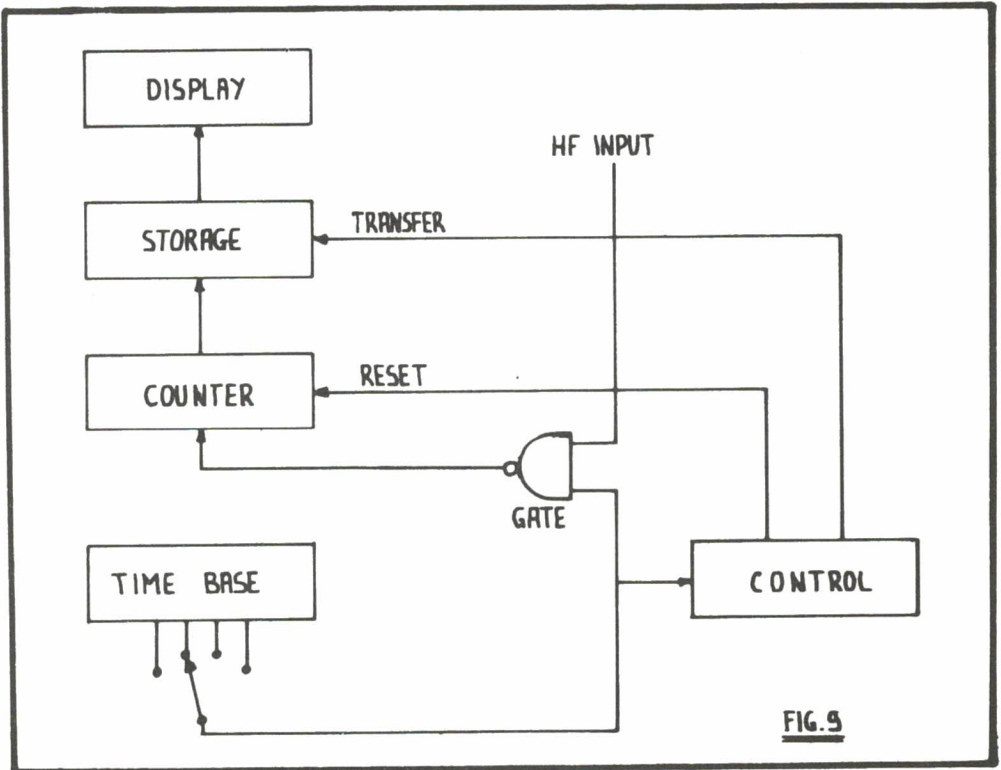 DISPLAY
HF INPUT
STORAGE
TRANSFER
COUNTER
RESET
GATE
TIME BASE
CONTROL
FIG.9